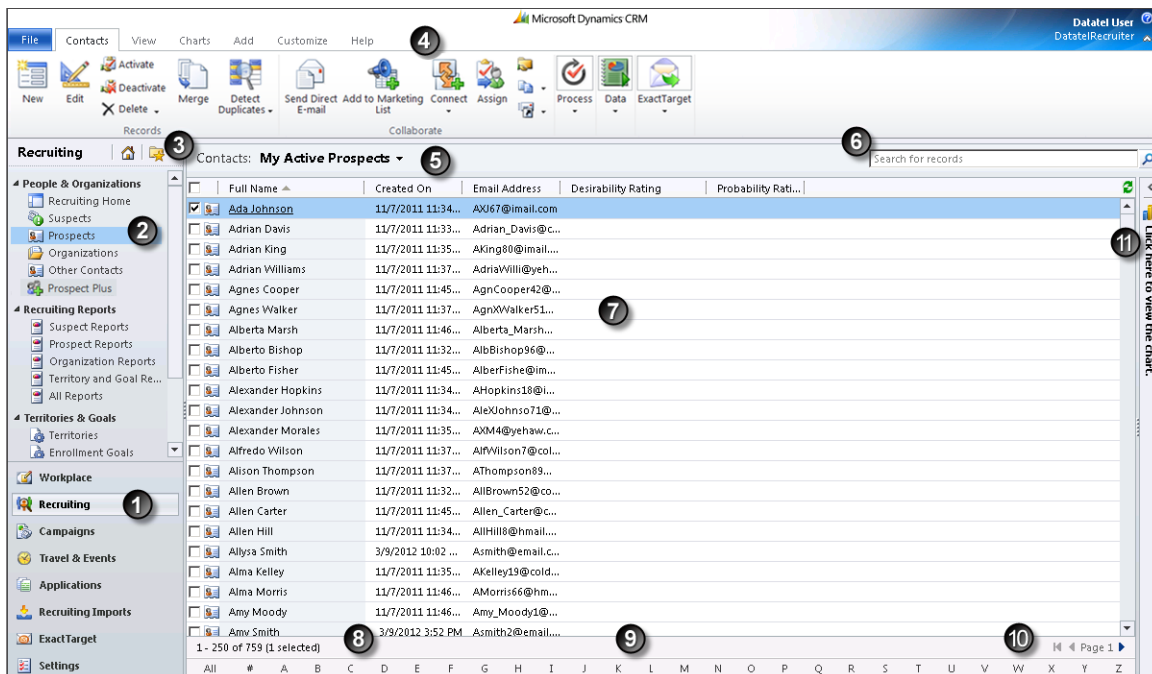 Microsoft Dynamics CRM
Datatel User
DatatelRecruiter
File Contacts View Charts Add Customize Help 4
New
Edit
Activate
Deactivate
Delete
Merge
Detect Duplicates
Send Direct E-mail
Add to Marketing List
Connect
Assign
Process
Data
ExactTarget
Records
Collaborate
Recruiting 3
Contacts: My Active Prospects 5
6
Search for records
People & Organizations
Recruiting Home
Suspects
Prospects 2
Organizations
Other Contacts
Prospect Plus
Recruiting Reports
Suspect Reports
Prospect Reports
Organization Reports
Territory and Goal Re...
All Reports
Territories & Goals
Territories
Enrollment Goals
Workplace
Recruiting 1
Campaigns
Travel & Events
Applications
Recruiting Imports
ExactTarget
Settings
Full Name Created On Email Address Desirability Rating Probability Rati...
Ada Johnson 11/7/2011 11:34... AXJ67@imail.com
Adrian Davis 11/7/2011 11:33... Adrian_Davis@c...
Adrian King 11/7/2011 11:35... AKing80@imail....
Adrian Williams 11/7/2011 11:37... AdriaWilli@yeh...
Agnes Cooper 11/7/2011 11:45... AgnCooper42@...
Agnes Walker 11/7/2011 11:37... AgnXWalker51... 7
Alberta Marsh 11/7/2011 11:46... Alberta_Marsh...
Alberto Bishop 11/7/2011 11:32... AlbBishop96@...
Alberto Fisher 11/7/2011 11:45... AlberFishe@im...
Alexander Hopkins 11/7/2011 11:34... AHopkins18@i...
Alexander Johnson 11/7/2011 11:34... AleXJohnso71@...
Alexander Morales 11/7/2011 11:35... AXM4@yehaw.c...
Alfredo Wilson 11/7/2011 11:37... AlfWilson7@col...
Alison Thompson 11/7/2011 11:37... AThompson89...
Allen Brown 11/7/2011 11:32... AllBrown52@co...
Allen Carter 11/7/2011 11:45... Allen_Carter@c...
Allen Hill 11/7/2011 11:34... AllHill8@hmail....
Allysa Smith 3/9/2012 10:02 ... Asmith@email.c...
Alma Kelley 11/7/2011 11:35... AKelley19@cold...
Alma Morris 11/7/2011 11:46... AMorris66@hm...
Amy Moody 11/7/2011 11:46... Amy_Moody1@...
Amy Smith 3/9/2012 3:52 PM Asmith2@email....
11
Click here to view the chart.
1 - 250 of 759 (1 selected) 8 9 10 Page 1
All # A B C D E F G H I J K L M N O P Q R S T U V W X Y Z